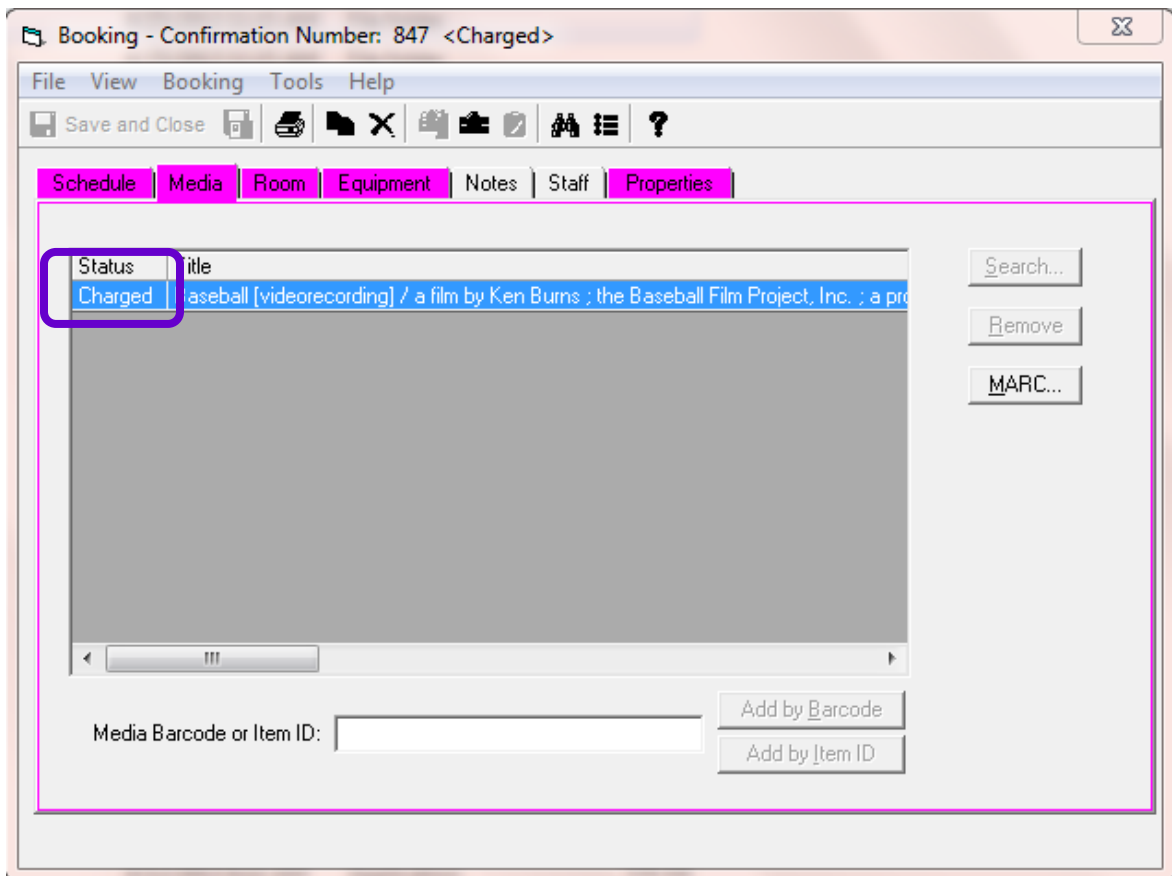 Booking - Confirmation Number: 847 <Charged>
File View Booking Tools Help
Save and Close
Schedule Media Room Equipment Notes Staff Properties
Status Title
Charged Baseball [videorecording] / a film by Ken Burns ; the Baseball Film Project, Inc. ; a pro
Search...
Remove
MARC...
Media Barcode or Item ID:
Add by Barcode
Add by Item ID